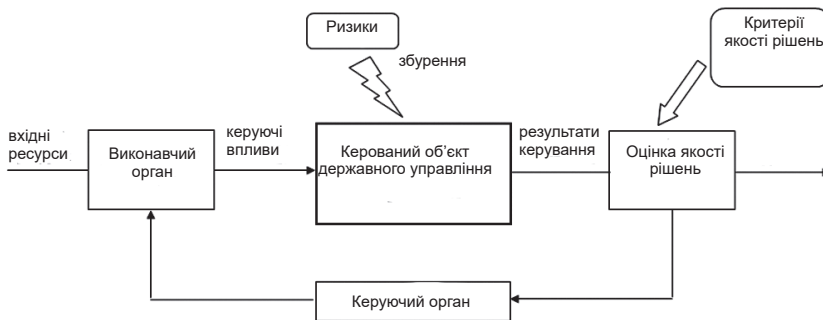 Ризики
Критерії
якості рішень
збурення
вхідні
ресурси
Виконавчий
орган
керуючі
впливи
Керований об’єкт
державного управління
результати
керування
Оцінка якості
рішень
Керуючий орган